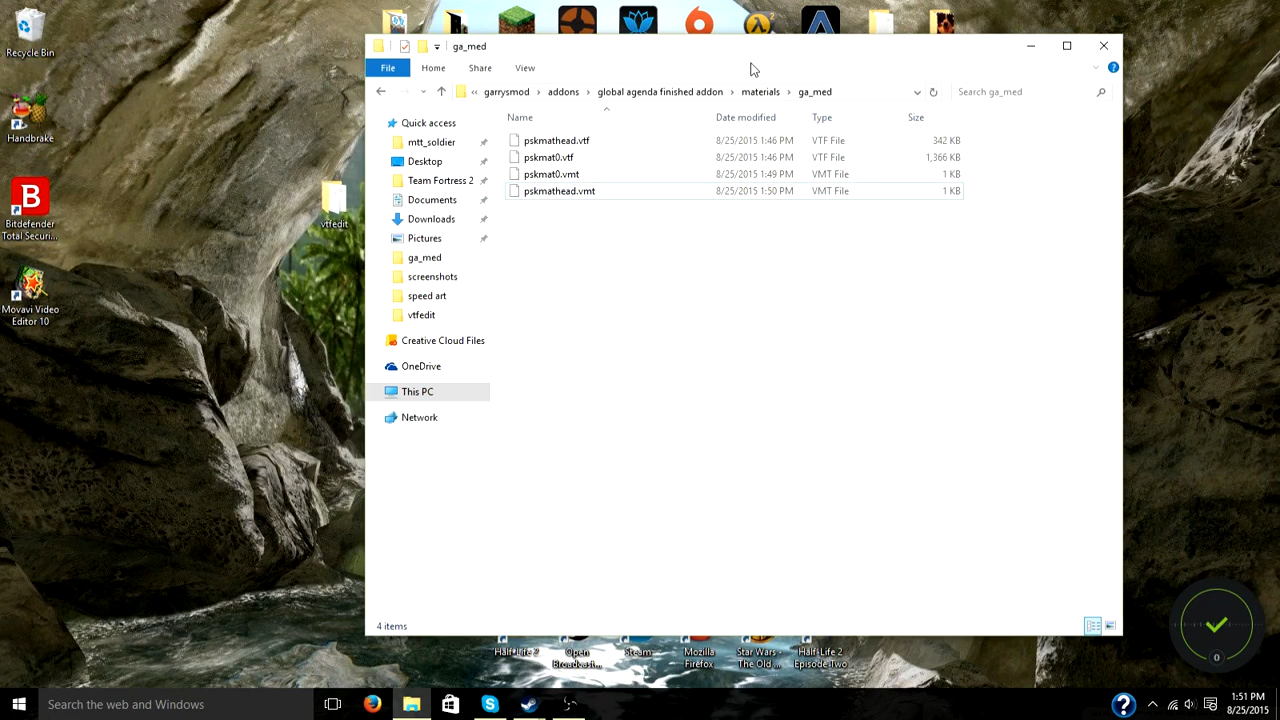 Recycle Bin
Handbrake
Bitdefender
Total Securi...
Movavi Video
Editor 10
vtfedit
ga_med
File
Home
Share
View
garrysmod
addons
global agenda finished addon
materials
ga_med
Search ga_med
Name
Date modified
Type
Size
pskmathead.vtf
8/25/2015 1:46 PM
VTF File
342 KB
pskmat0.vtf
8/25/2015 1:46 PM
VTF File
1,366 KB
pskmat0.vmt
8/25/2015 1:49 PM
VMT File
1 KB
pskmathead.vmt
8/25/2015 1:50 PM
VMT File
1 KB
Quick access
mtt_soldier
Desktop
Team Fortress 2
Documents
Downloads
Pictures
ga_med
screenshots
speed art
vtfedit
Creative Cloud Files
OneDrive
This PC
Network
4 items
0
Half-Life 2
Open
Broadcast...
Steam
Mozilla
Firefox
Star Wars -
The Old ...
Half-Life 2
Episode Two
Search the web and Windows
1:51 PM
8/25/2015